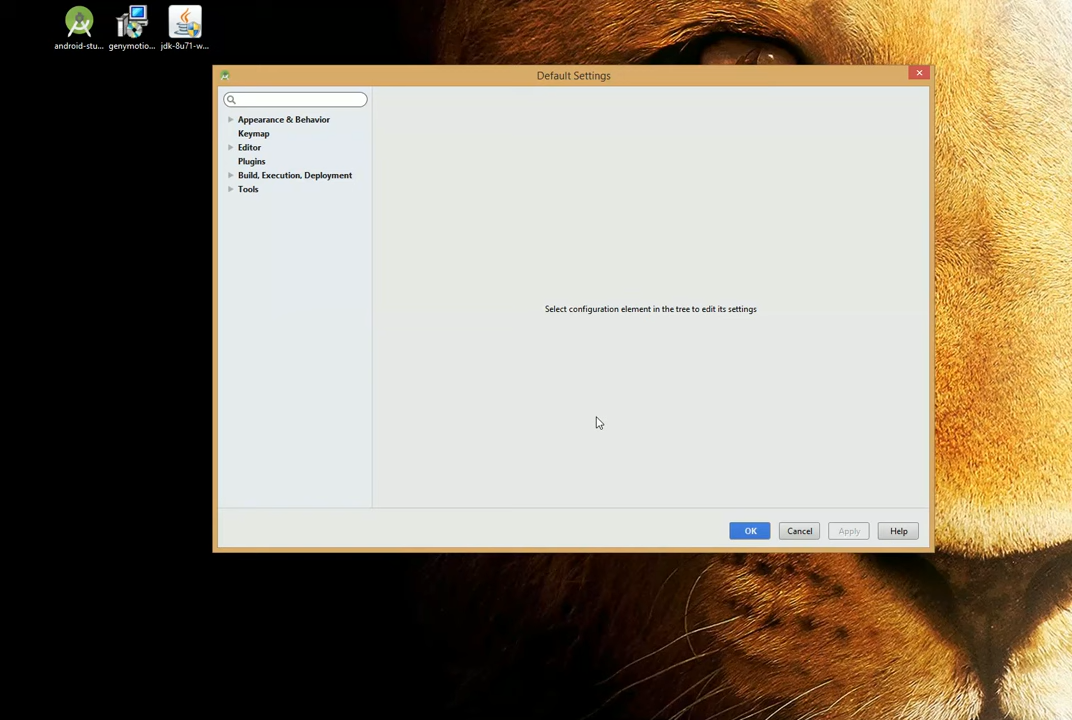 android-stu... genymotio... jdk-8u71-w...
Default Settings
Appearance & Behavior
Keymap
Editor
Plugins
Build, Execution, Deployment
Tools
Select configuration element in the tree to edit its settings
OK Cancel Apply Help